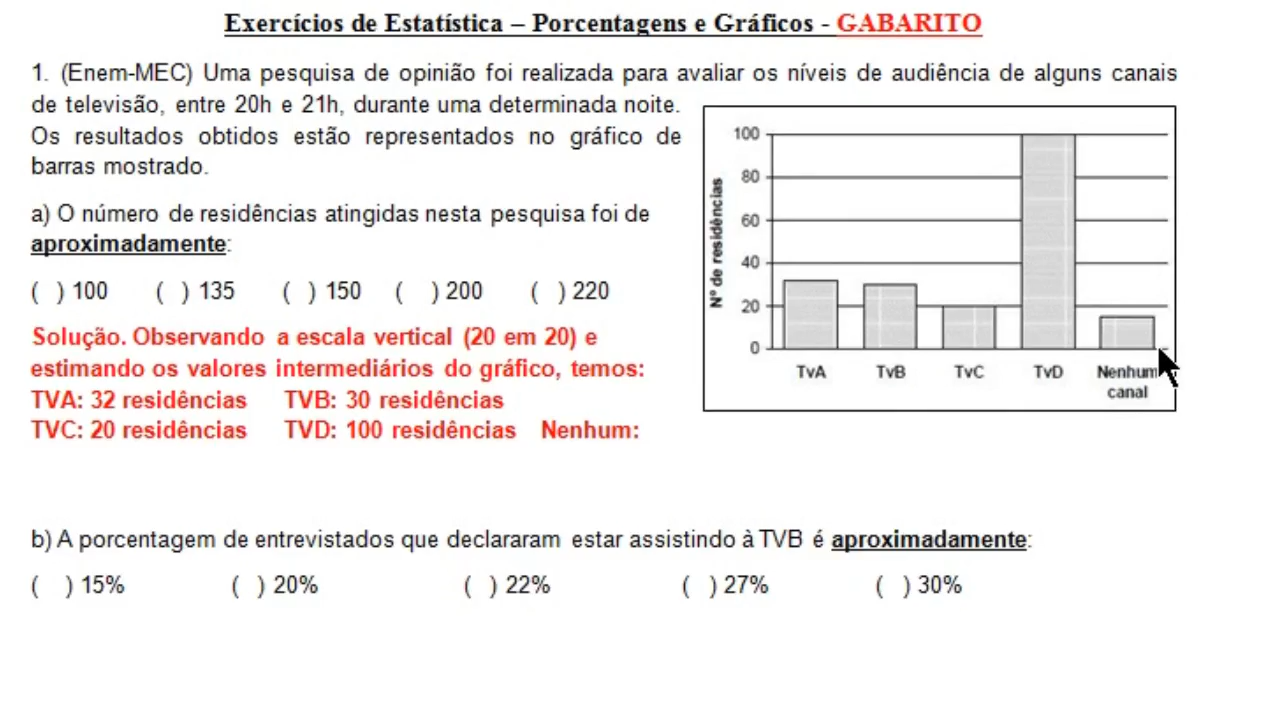 Exercícios de Estatística – Porcentagens e Gráficos - GABARITO
1. (Enem-MEC) Uma pesquisa de opinião foi realizada para avaliar os níveis de audiência de alguns canais
de televisão, entre 20h e 21h, durante uma determinada noite.
Os resultados obtidos estão representados no gráfico de
barras mostrado.
a) O número de residências atingidas nesta pesquisa foi de
aproximadamente:
( ) 100 ( ) 135 ( ) 150 ( ) 200 ( ) 220
Solução. Observando a escala vertical (20 em 20) e
estimando os valores intermediários do gráfico, temos:
TVA: 32 residências TVB: 30 residências
TVC: 20 residências TVD: 100 residências Nenhum:
Nº de residências
100
80
60
40
20
0
TvA TvB TvC TvD Nenhum
canal
b) A porcentagem de entrevistados que declararam estar assistindo à TVB é aproximadamente:
( ) 15% ( ) 20% ( ) 22% ( ) 27% ( ) 30%